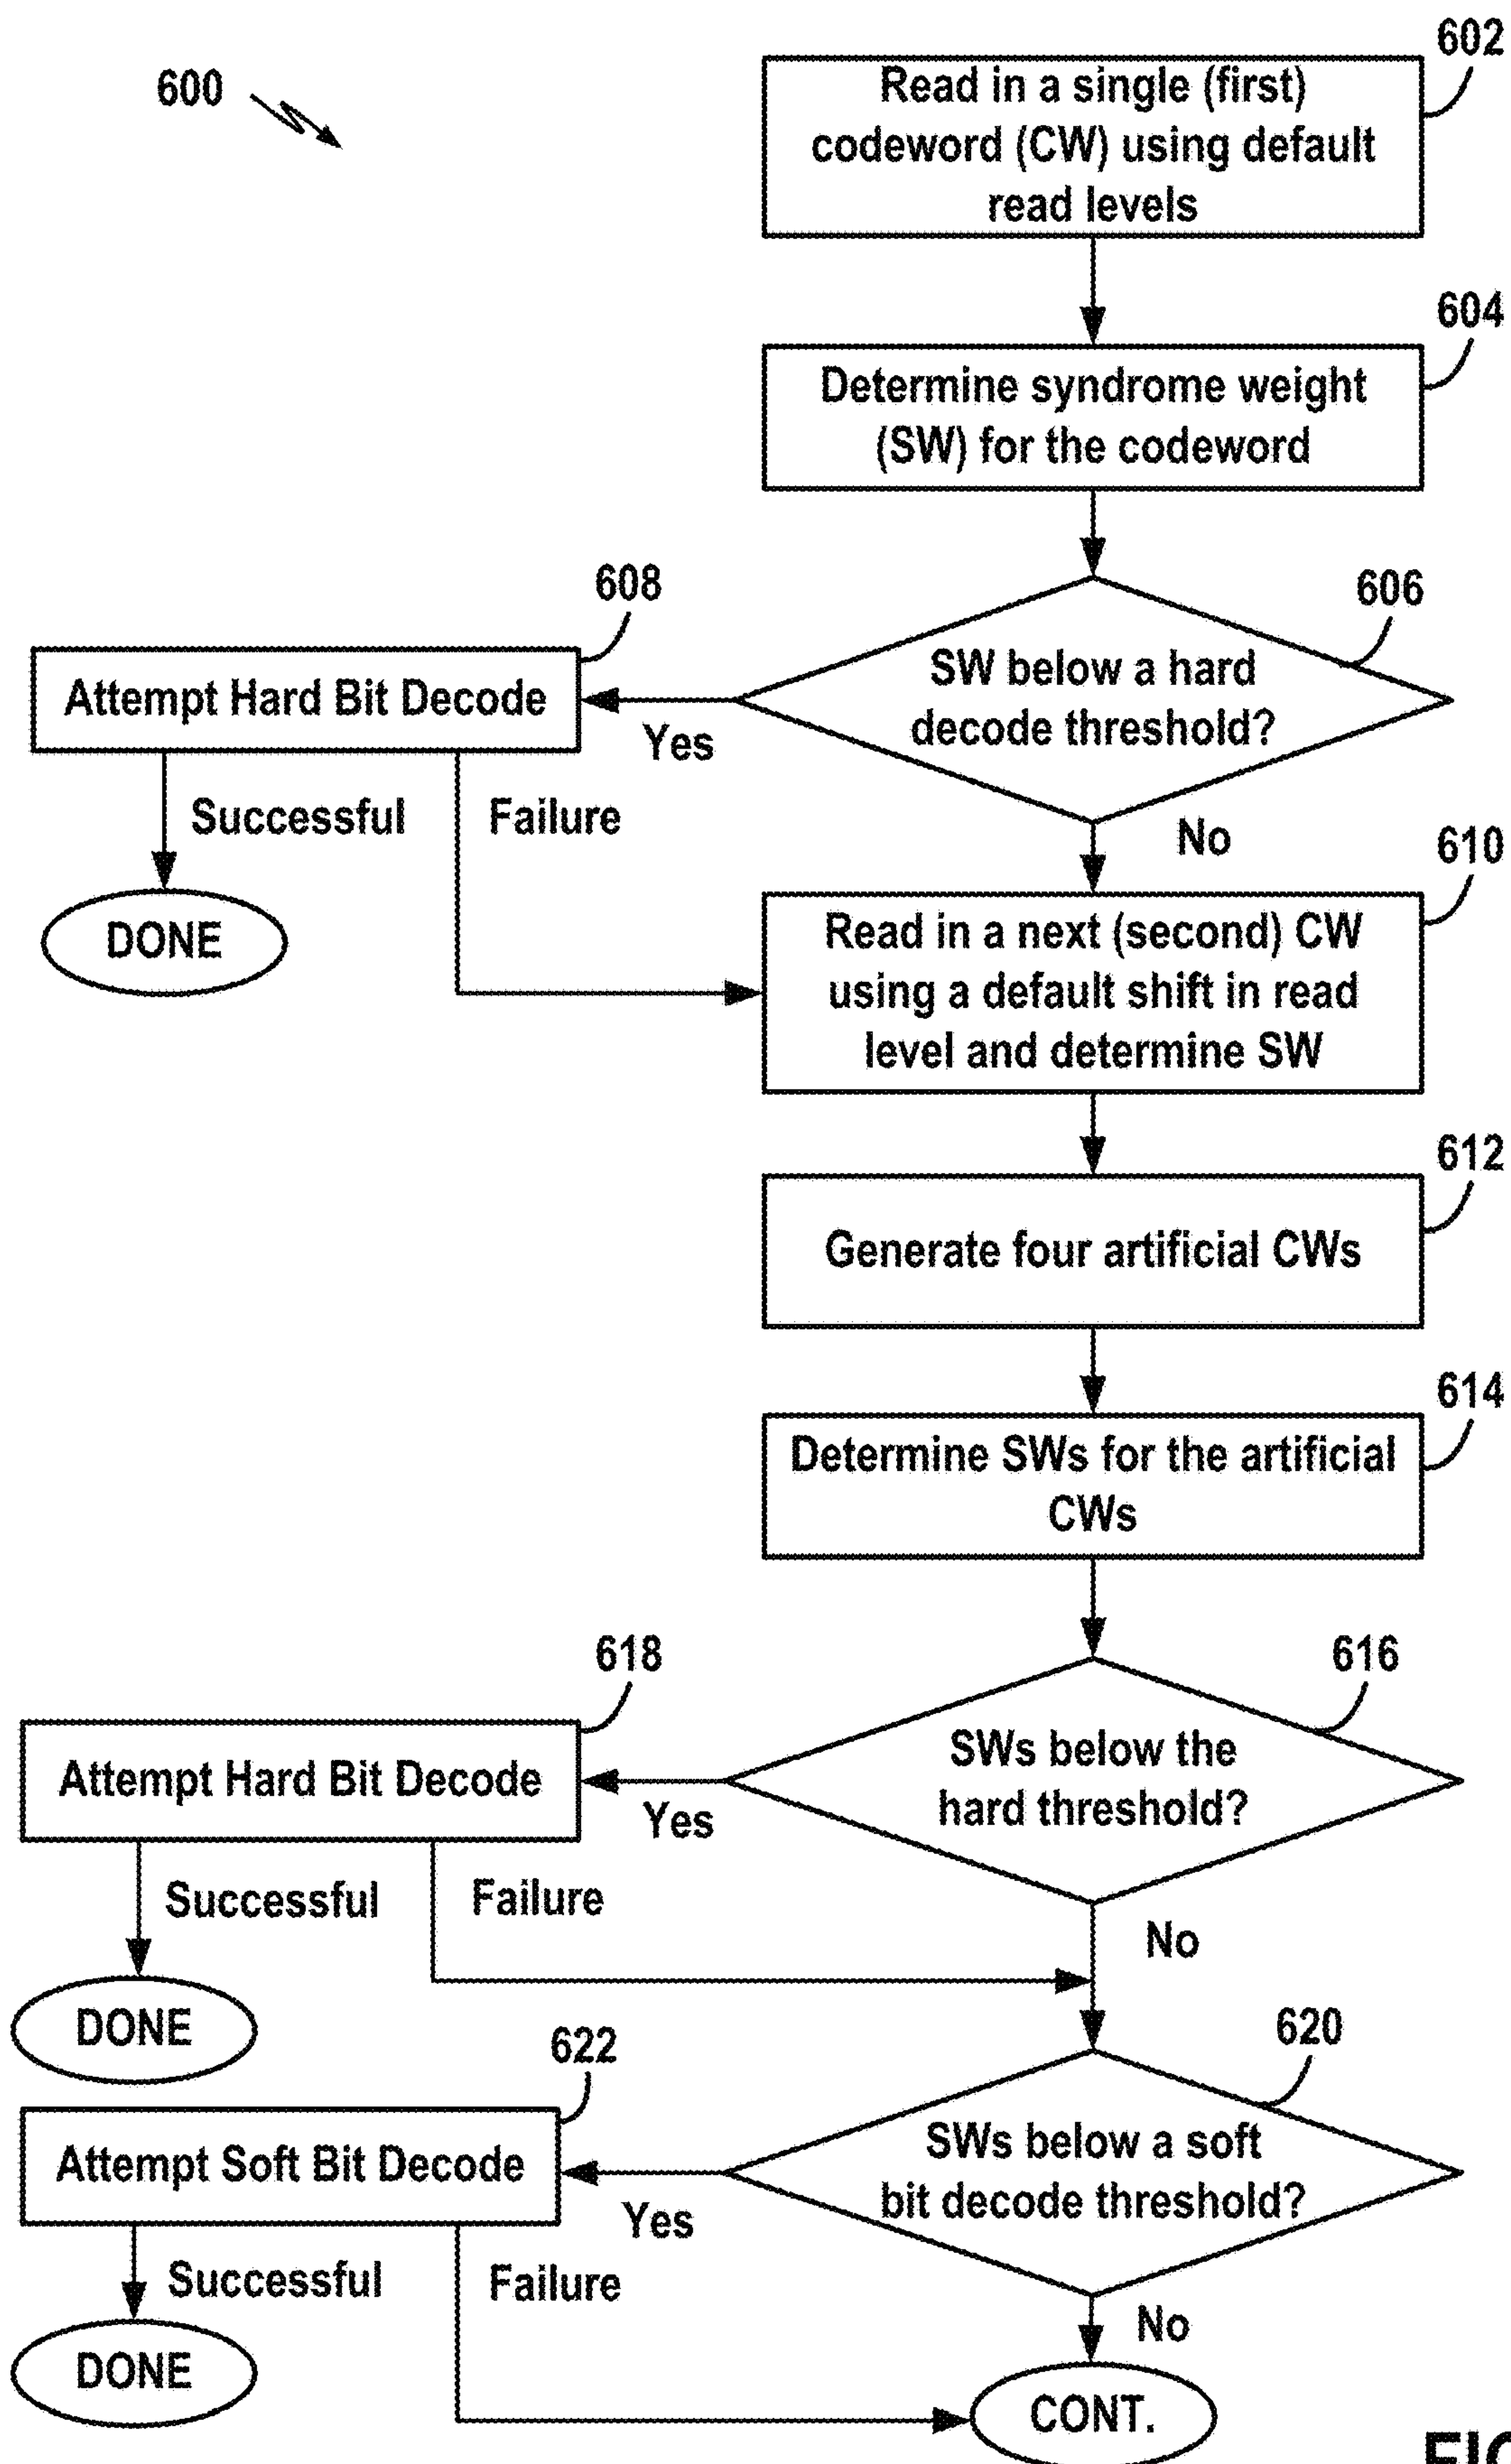 600
602
Read in a single (first)
codeword (CW) using default
read levels
604
Determine syndrome weight
(SW) for the codeword
606
SW below a hard
decode threshold?
608
Attempt Hard Bit Decode
Yes
Successful
Failure
DONE
No
610
Read in a next (second) CW
using a default shift in read
level and determine SW
612
Generate four artificial CWs
614
Determine SWs for the artificial
CWs
616
SWs below the
hard threshold?
618
Attempt Hard Bit Decode
Yes
Successful
Failure
DONE
No
620
SWs below a soft
bit decode threshold?
622
Attempt Soft Bit Decode
Yes
Successful
Failure
DONE
No
CONT.